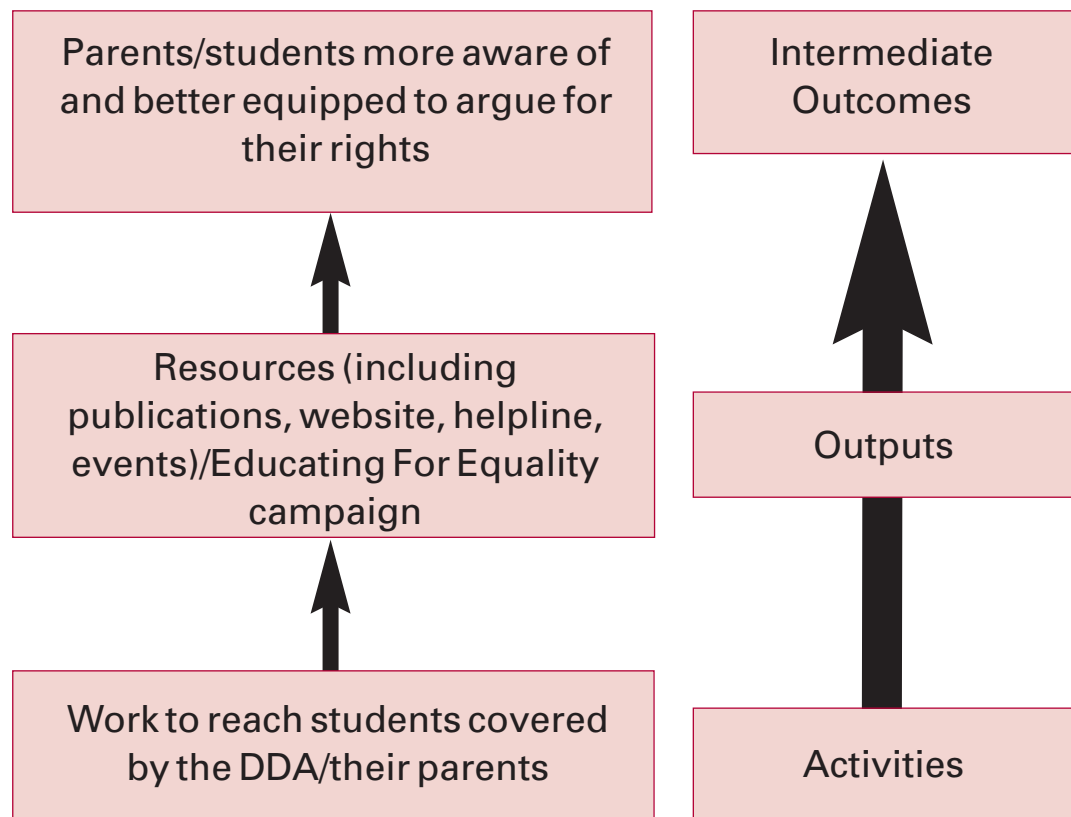 Parents/students more aware of
and better equipped to argue for
their rights
Intermediate
Outcomes
Resources (including
publications, website, helpline,
events)/Educating For Equality
campaign
Outputs
Work to reach students covered
by the DDA/their parents
Activities